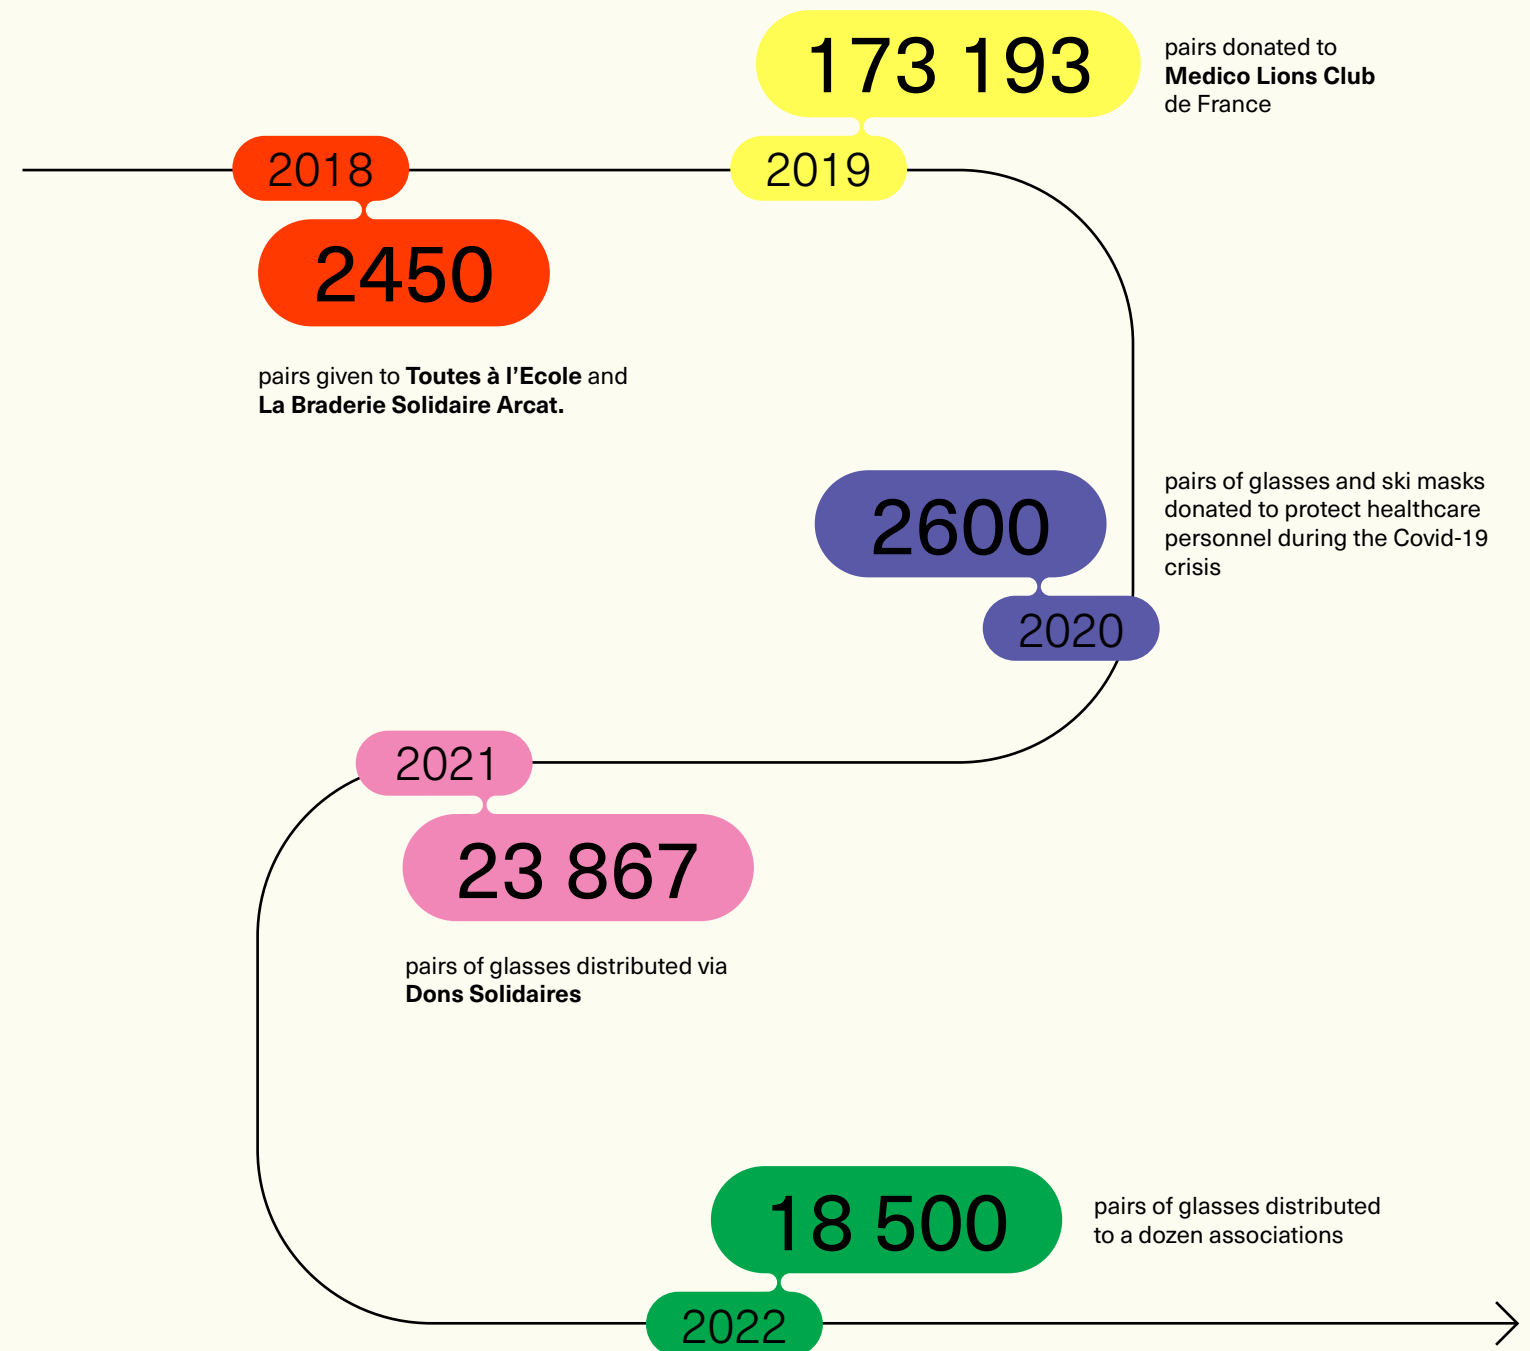 2018
2450
pairs given to Toutes à l’Ecole and
La Braderie Solidaire Arcat.
173 193
2019
pairs donated to
Medico Lions Club
de France
2600
2020
pairs of glasses and ski masks
donated to protect healthcare
personnel during the Covid-19
crisis
2021
23 867
pairs of glasses distributed via
Dons Solidaires
18 500
2022
pairs of glasses distributed
to a dozen associations